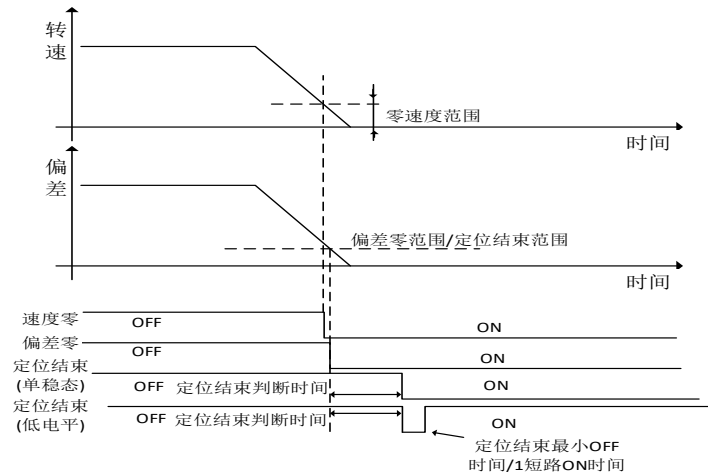 转
速
零速度范围
时间
偏
差
偏差零范围/定位结束范围
时间
速度零 OFF ON
偏差零 OFF ON
定位结束
(单稳态) OFF 定位结束判断时间 ON
定位结束
(低电平) OFF 定位结束判断时间 ON
定位结束最小OFF
时间/1短路ON时间